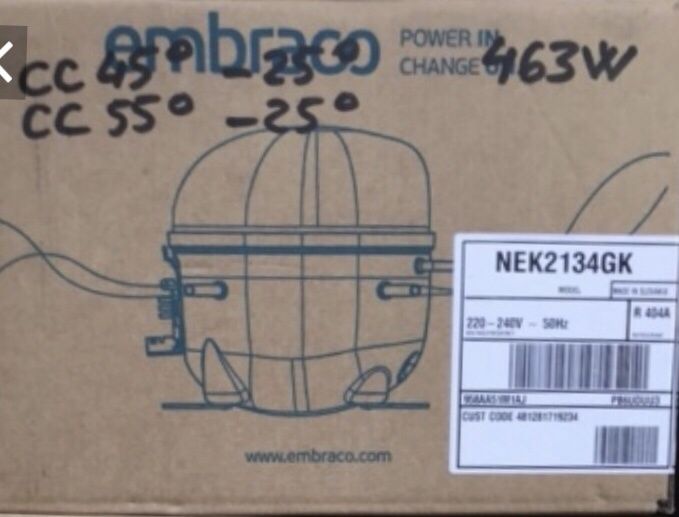 embraco
POWER IN
CHANGE
CC 45° -25° 463W
CC 55° -25°
NEK2134GK
MODEL
MADE IN SLOVAKIA
220-240V ~ 50Hz
R 404A
CUST CODE 481281719234
www.embraco.com